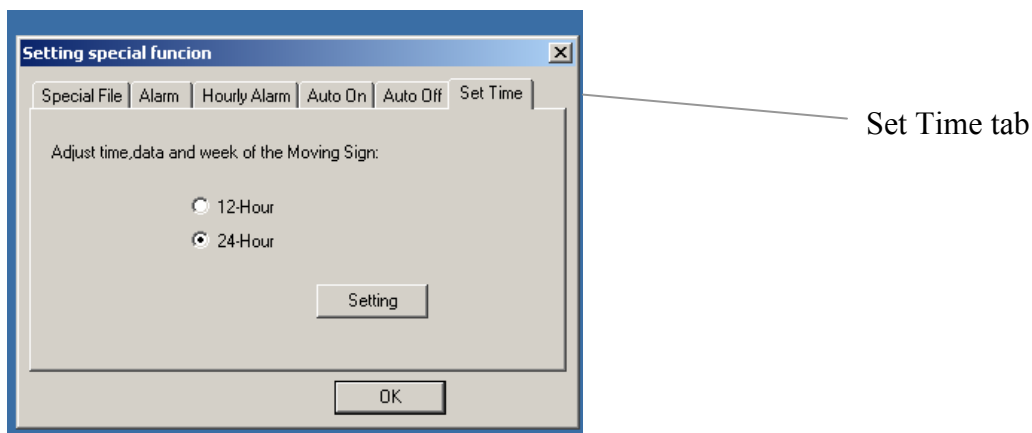 Setting special funcion
Special File Alarm Hourly Alarm Auto On Auto Off Set Time
Set Time tab
Adjust time,data and week of the Moving Sign:
12-Hour
24-Hour
Setting
OK